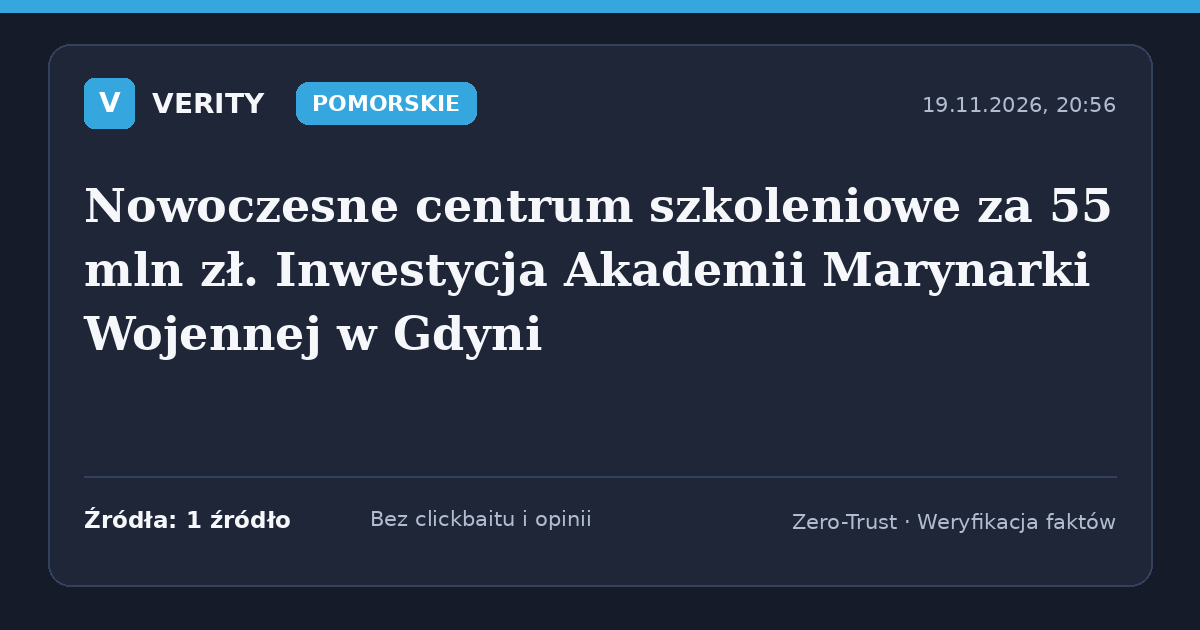 V VERITY POMORSKIE 19.11.2026, 20:56
Nowoczesne centrum szkoleniowe za 55
mln zł. Inwestycja Akademii Marynarki
Wojennej w Gdyni
Źródła: 1 źródło Bez clickbaitu i opinii Zero-Trust · Weryfikacja faktów